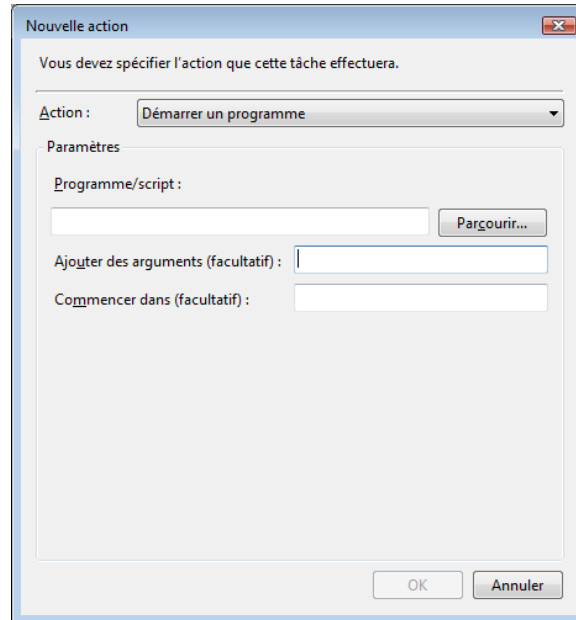 Nouvelle action
Vous devez spécifier l'action que cette tâche effectuera.
Action : Démarrer un programme
Paramètres
Programme/script :
Parcourir...
Ajouter des arguments (facultatif) :
Commencer dans (facultatif) :
OK Annuler